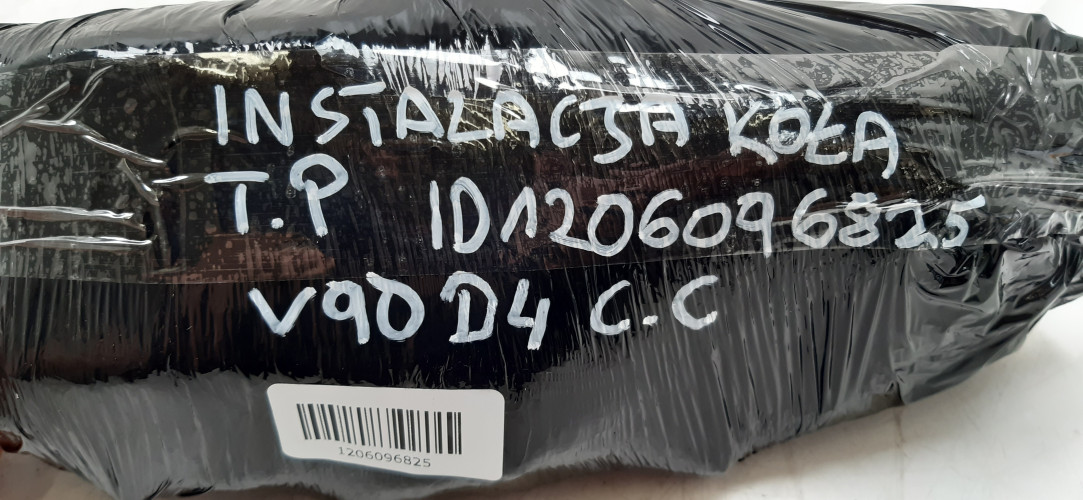 INSTALACJA KOŁA
T.P ID1206096825
V90 D4 C.C
1206096825